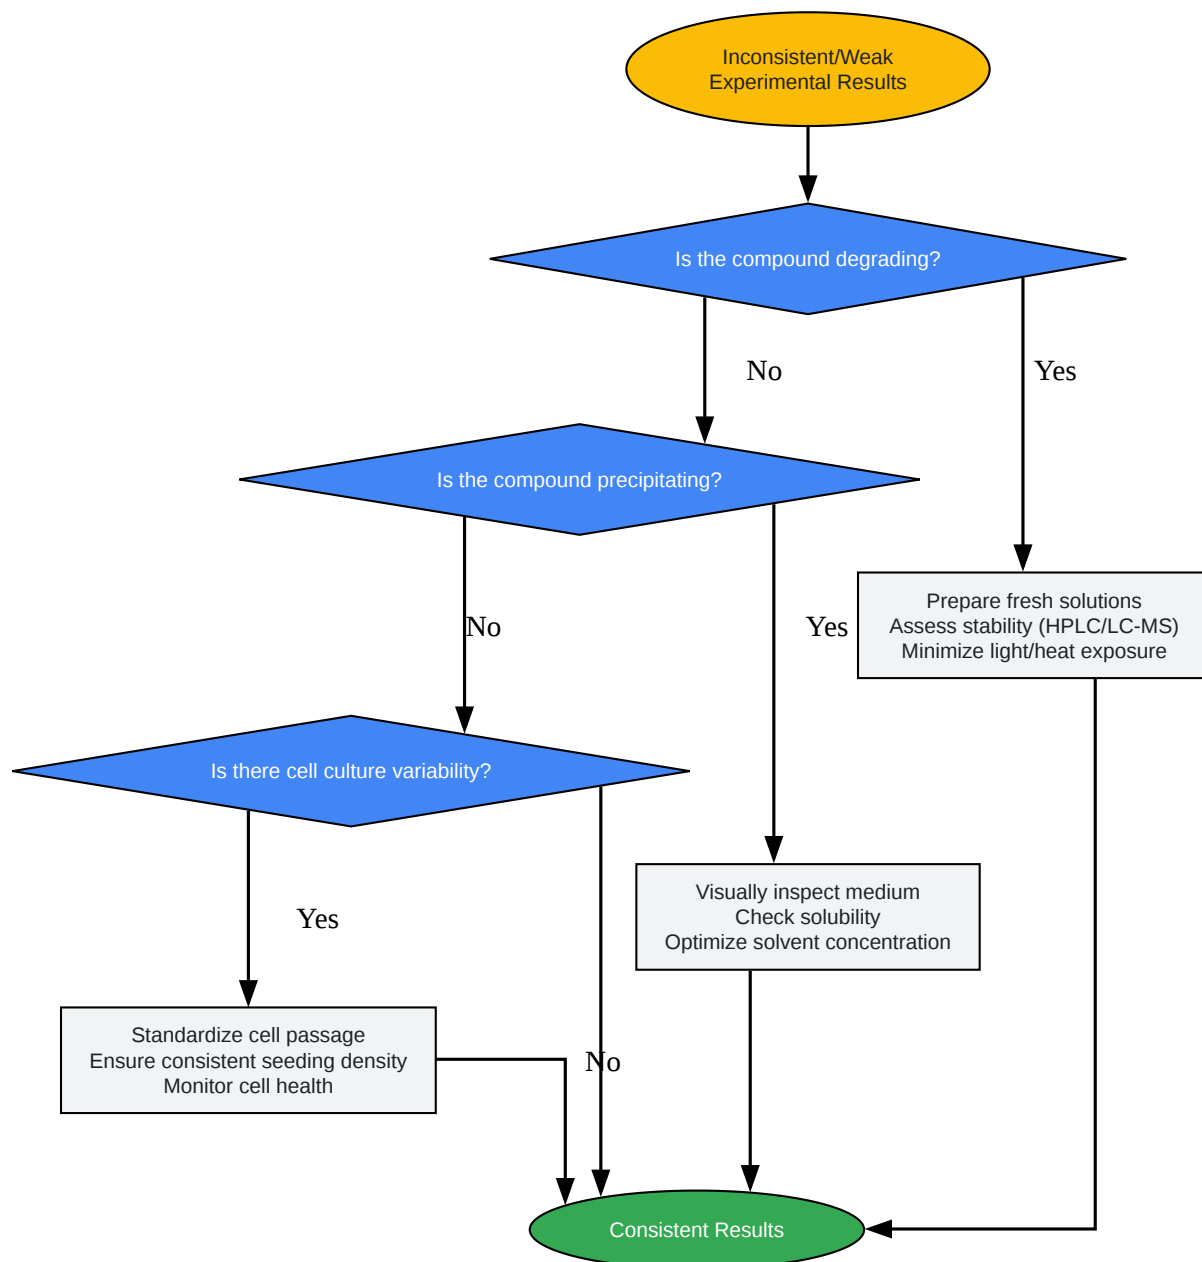 Inconsistent/Weak
Experimental Results
Is the compound degrading?
No
Yes
Is the compound precipitating?
No
Yes
Prepare fresh solutions
Assess stability (HPLC/LC-MS)
Minimize light/heat exposure
Is there cell culture variability?
Yes
Visually inspect medium
Check solubility
Optimize solvent concentration
Standardize cell passage
Ensure consistent seeding density
Monitor cell health
No
Consistent Results